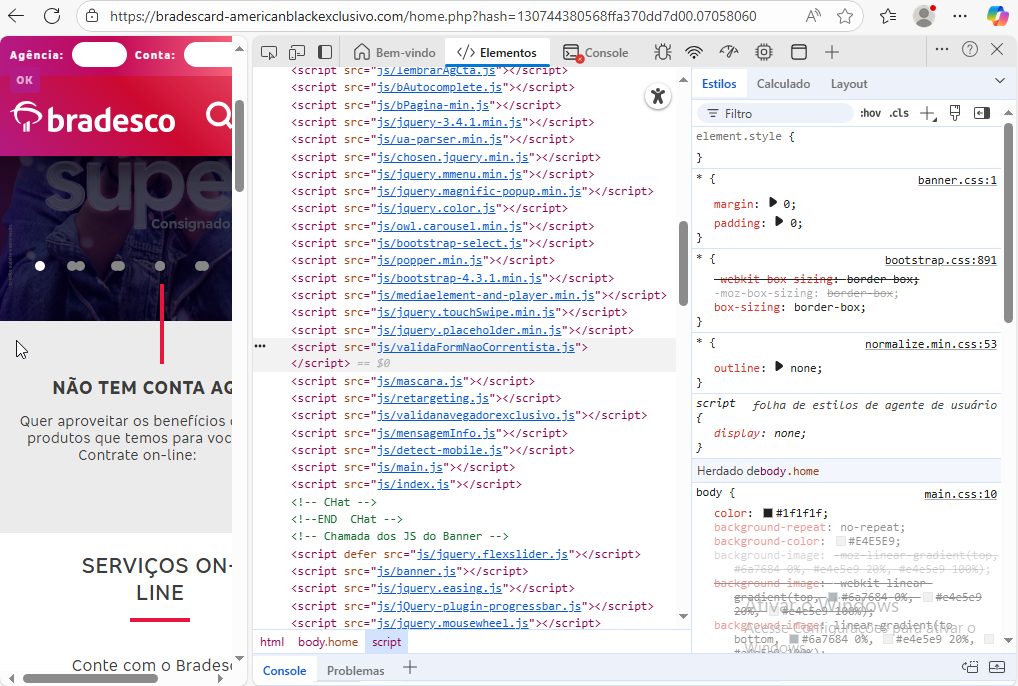 https://bradescard-americanblackexclusivo.com/home.php?hash=130744380568ffa370dd7d00.07058060
Agência: Conta:
OK
bradesco
supe
Consignado
NÃO TEM CONTA AG
Quer aproveitar os benefícios
produtos que temos para voc
Contrate on-line:
SERVIÇOS ON-
LINE
Conte com o Bradesc
Bem-vindo
</> Elementos
Console
<script src="js/lembrarAgCta.js"></script>
<script src="js/bAutocomplete.js"></script>
<script src="js/bPagina-min.js"></script>
<script src="js/jquery-3.4.1.min.js"></script>
<script src="js/ua-parser.min.js"></script>
<script src="js/chosen.jquery.min.js"></script>
<script src="js/jquery.mmenu.min.js"></script>
<script src="js/jquery.magnific-popup.min.js"></script>
<script src="js/jquery.color.js"></script>
<script src="js/owl.carousel.min.js"></script>
<script src="js/bootstrap-select.js"></script>
<script src="js/popper.min.js"></script>
<script src="js/bootstrap-4.3.1.min.js"></script>
<script src="js/mediaelement-and-player.min.js"></script>
<script src="js/jquery.touchSwipe.min.js"></script>
<script src="js/jquery.placeholder.min.js"></script>
<script src="js/validaFormNaoCorrentista.js">
</script> == $0
<script src="js/mascara.js"></script>
<script src="js/retargeting.js"></script>
<script src="js/validanavegadorexclusivo.js"></script>
<script src="js/mensagemInfo.js"></script>
<script src="js/detect-mobile.js"></script>
<script src="js/main.js"></script>
<script src="js/index.js"></script>
<!-- CHat -->
<!--END  CHat -->
<!-- Chamada dos JS do Banner -->
<script defer src="js/jquery.flexslider.js"></script>
<script src="js/banner.js"></script>
<script src="js/jquery.easing.js"></script>
<script src="js/jQuery-plugin-progressbar.js"></script>
<script src="js/jquery.mousewheel.js"></script>
html body.home script
Console Problemas
Estilos Calculado Layout
Filtro :hov .cls
element.style {
}
* { banner.css:1
margin: 0;
padding: 0;
}
* { bootstrap.css:891
-webkit-box-sizing: border-box;
-moz-box-sizing: border-box;
box-sizing: border-box;
}
* { normalize.min.css:53
outline: none;
}
script folha de estilos de agente de usuário
{
display: none;
}
Herdado debody.home
body { main.css:10
color: #1f1f1f;
background-repeat: no-repeat;
background-color: #E4E5E9;
background-image: -moz-linear-gradient(top,
#6a7684 0%, #e4e5e9 20%, #e4e5e9 100%);
background-image: -webkit-linear-
gradient(top, #6a7684 0%, #e4e5e9
20%, #e4e5e9 100%);
background-image: linear-gradient(to
bottom, #6a7684 0%, #e4e5e9 20%,
#e4e5e9 100%);
Ativar o Windows
Acesse Configurações para ativar o
Windows.